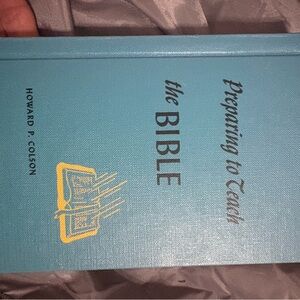 Preparing to Teach
the BIBLE
HOWARD P. COLSON